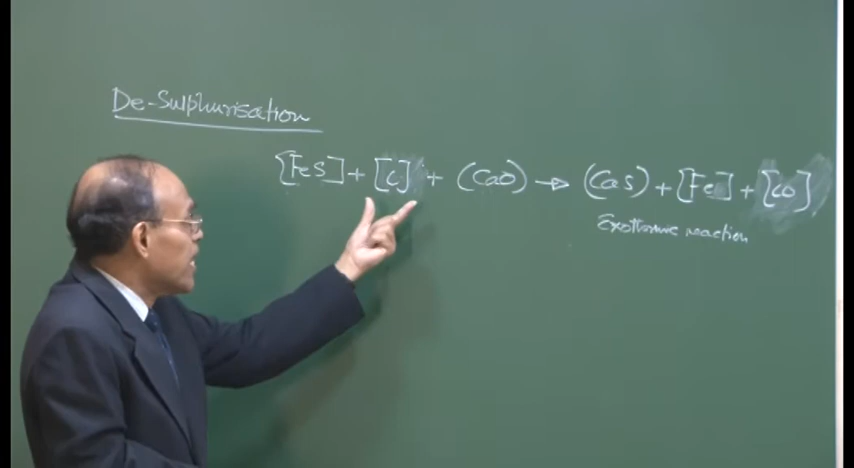 De-Sulphurisation
[FeS] + [C] + (CaO) → (CaS) + [Fe] + [CO]
Exothermic reaction